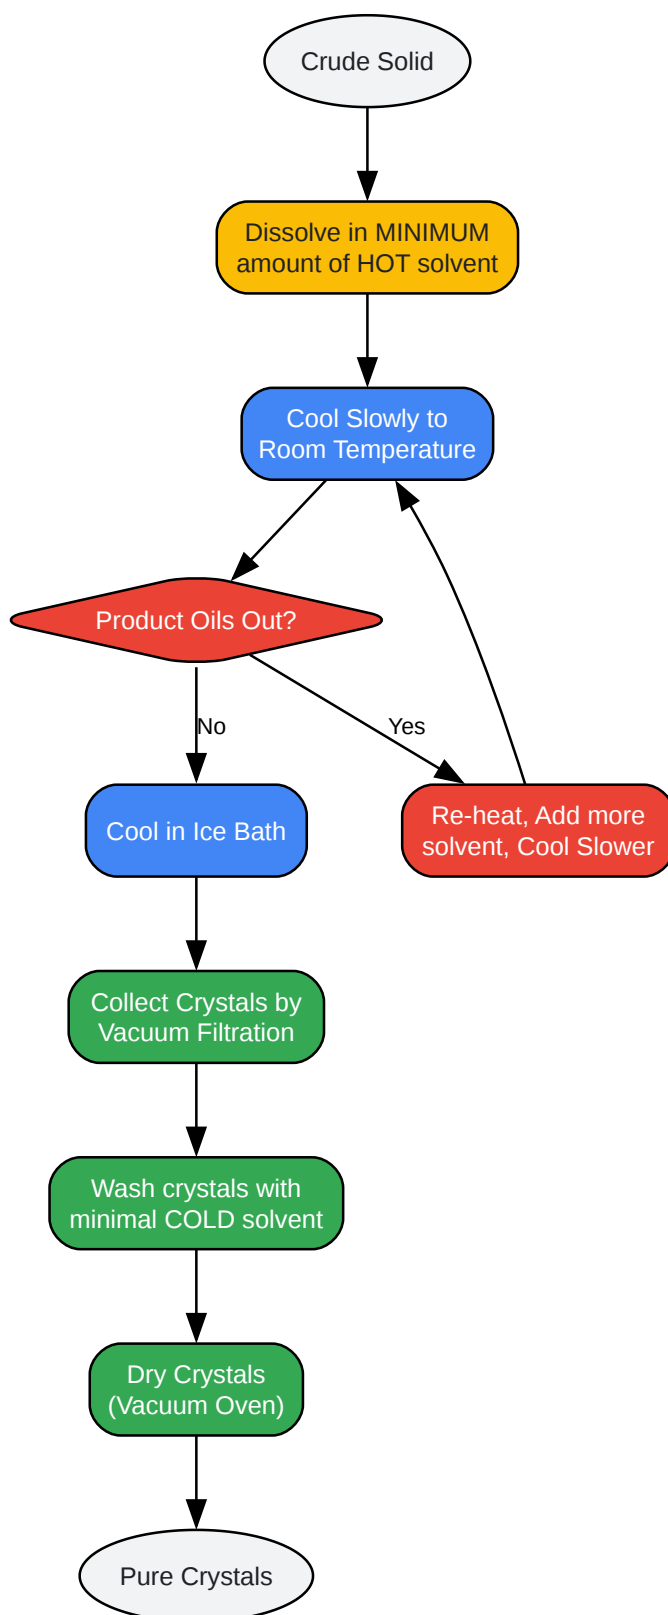 Crude Solid
Dissolve in MINIMUM
amount of HOT solvent
Cool Slowly to
Room Temperature
Product Oils Out?
No
Yes
Cool in Ice Bath
Re-heat, Add more
solvent, Cool Slower
Collect Crystals by
Vacuum Filtration
Wash crystals with
minimal COLD solvent
Dry Crystals
(Vacuum Oven)
Pure Crystals